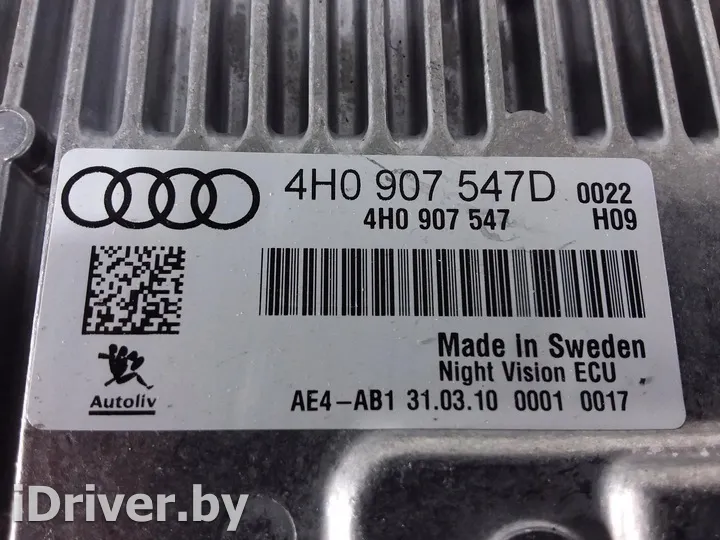 4H0 907 547D 0022
4H0 907 547 H09
Made in Sweden
Night Vision ECU
Autoliv
AE4-AB1 31.03.10 0001 0017
iDriver.by